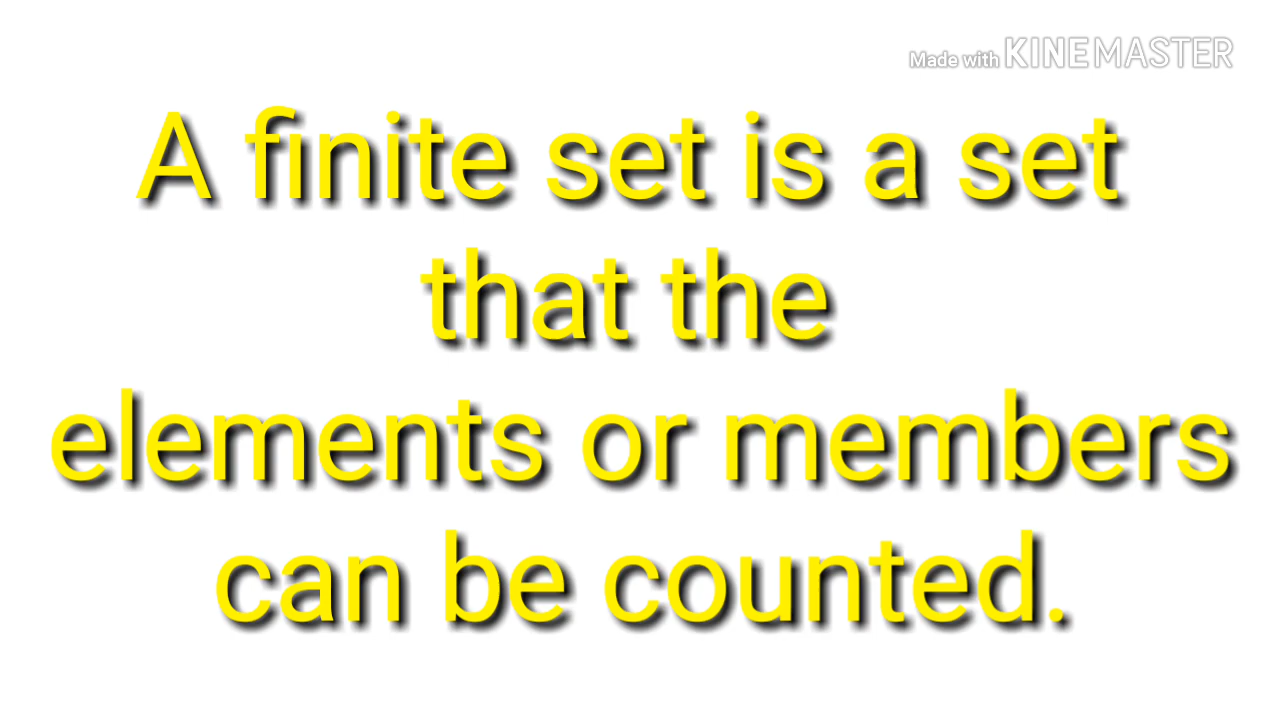 Made with KINEMASTER
A finite set is a set
that the
elements or members
can be counted.